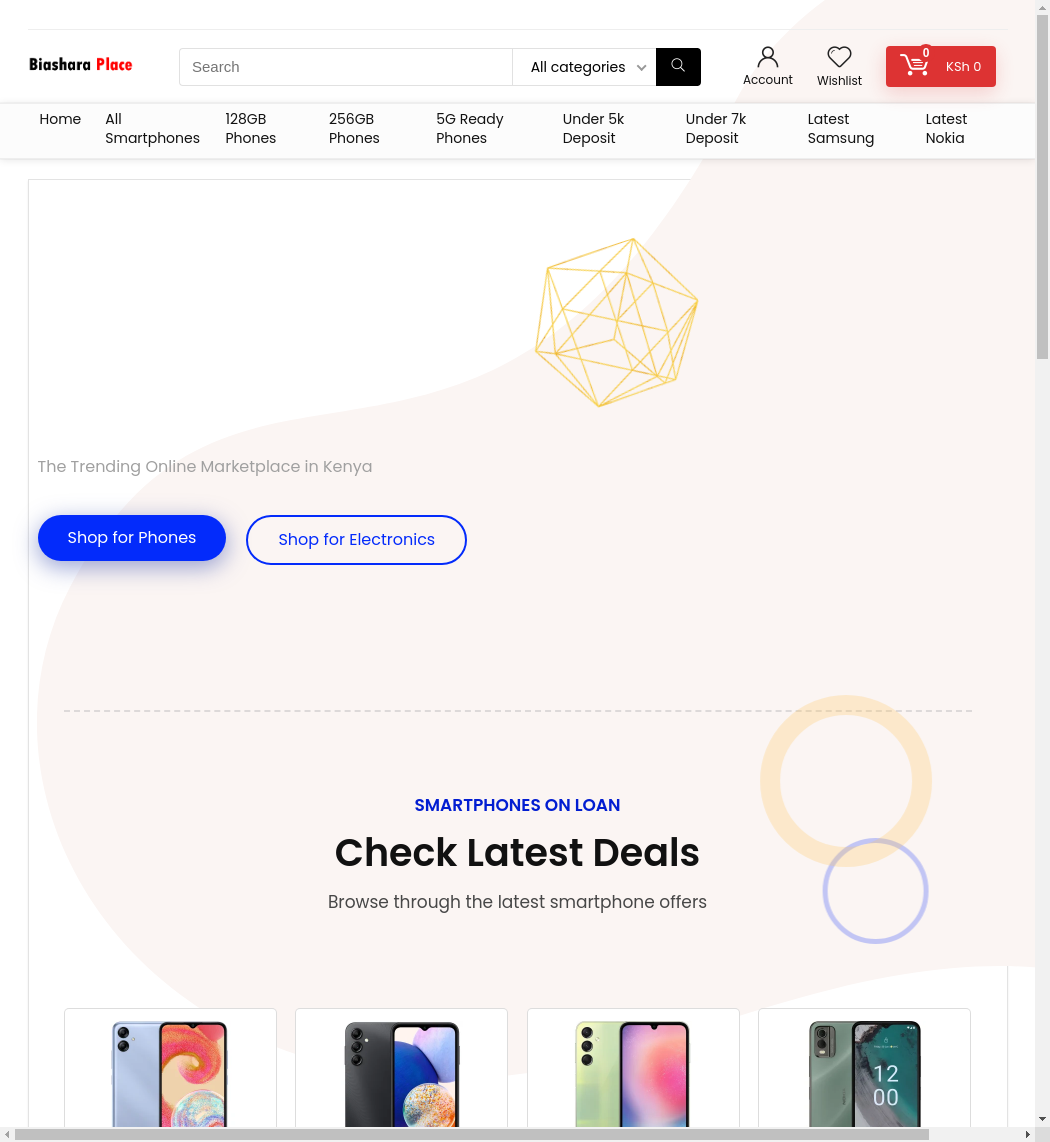 Biashara Place
Search
All categories
Account
Wishlist
0
KSh 0
Home
All Smartphones
128GB Phones
256GB Phones
5G Ready Phones
Under 5k Deposit
Under 7k Deposit
Latest Samsung
Latest Nokia
The Trending Online Marketplace in Kenya
Shop for Phones
Shop for Electronics
SMARTPHONES ON LOAN
Check Latest Deals
Browse through the latest smartphone offers
12
00